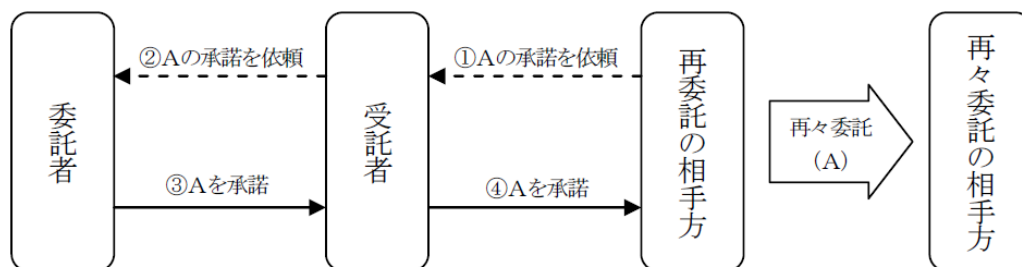 委託者
②Aの承諾を依頼
③Aを承諾
受託者
①Aの承諾を依頼
④Aを承諾
再委託の相手方
再々委託
(A)
再々委託の相手方